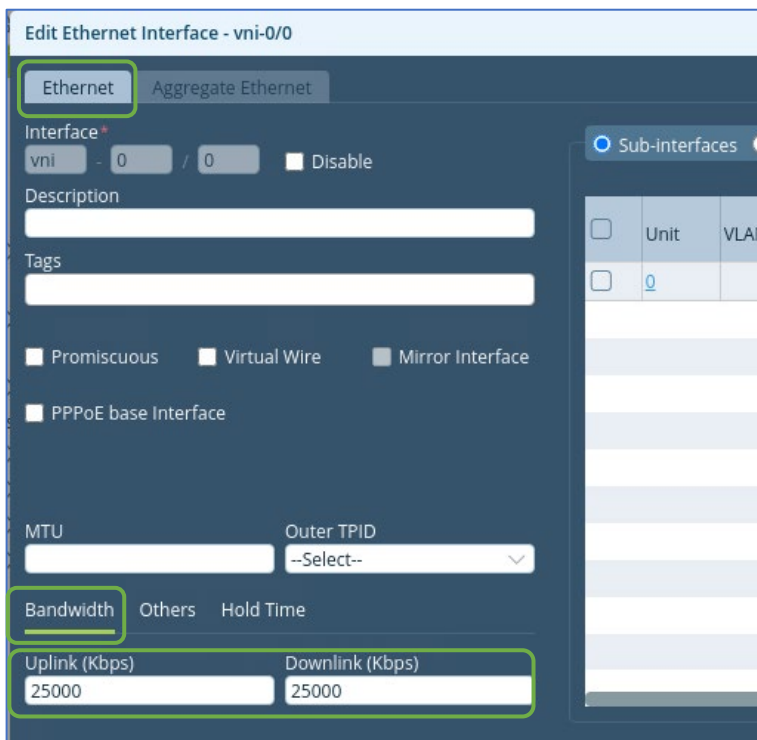 Edit Ethernet Interface - vni-0/0
Ethernet Aggregate Ethernet
Interface*
vni - 0 / 0 Disable
Description
Tags
Promiscuous Virtual Wire Mirror Interface
PPPoE base Interface
MTU Outer TPID
--Select--
Bandwidth Others Hold Time
Uplink (Kbps) Downlink (Kbps)
25000 25000
Sub-interfaces
Unit
0